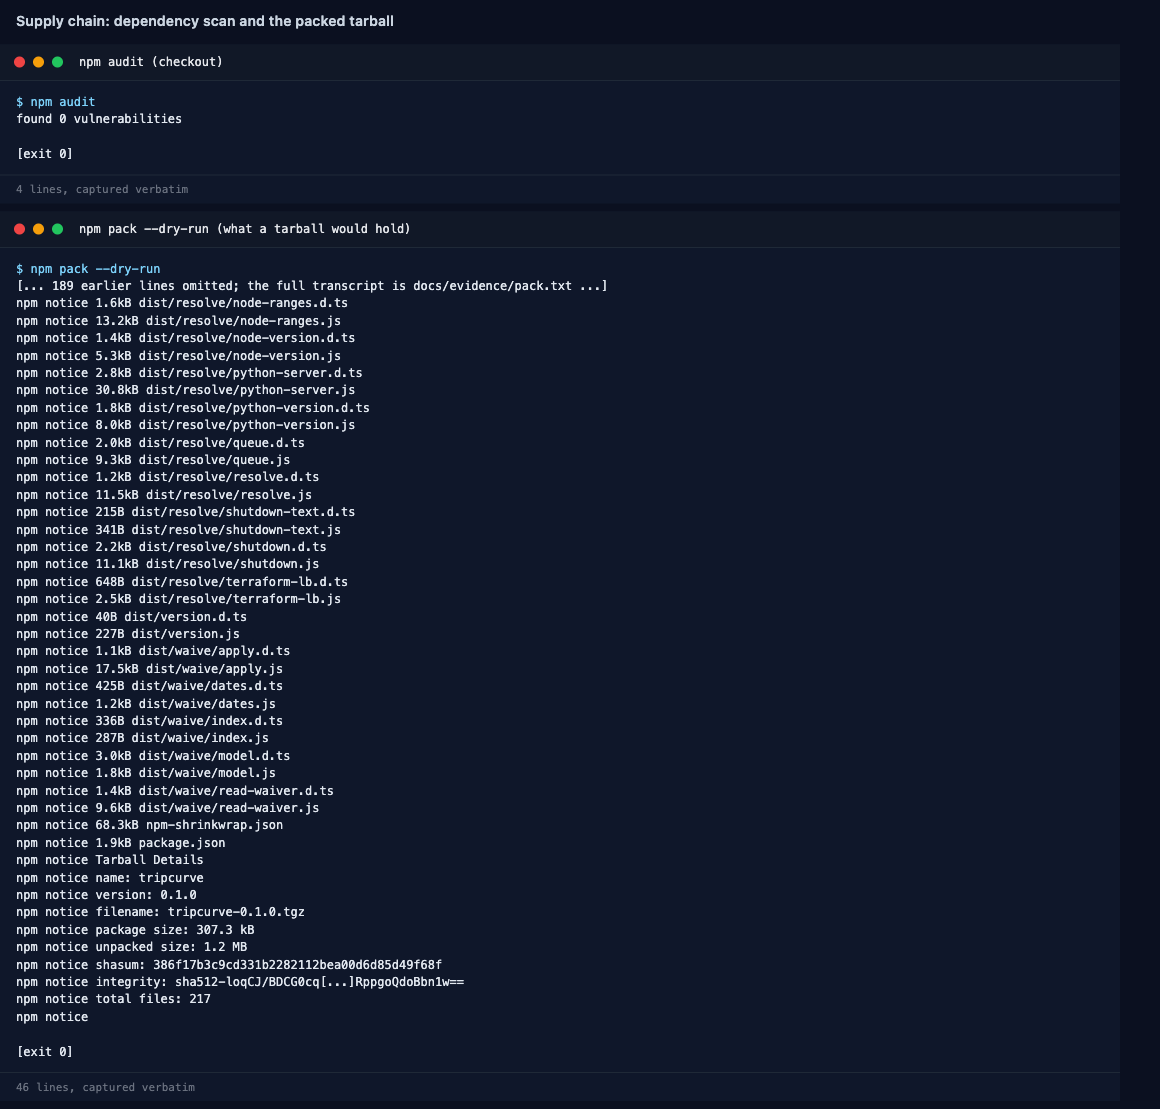 Supply chain: dependency scan and the packed tarball
npm audit (checkout)
$ npm audit
found 0 vulnerabilities
[exit 0]
4 lines, captured verbatim
npm pack --dry-run (what a tarball would hold)
$ npm pack --dry-run
[... 189 earlier lines omitted; the full transcript is docs/evidence/pack.txt ...]
npm notice 1.6kB dist/resolve/node-ranges.d.ts
npm notice 13.2kB dist/resolve/node-ranges.js
npm notice 1.4kB dist/resolve/node-version.d.ts
npm notice 5.3kB dist/resolve/node-version.js
npm notice 2.8kB dist/resolve/python-server.d.ts
npm notice 30.8kB dist/resolve/python-server.js
npm notice 1.8kB dist/resolve/python-version.d.ts
npm notice 8.0kB dist/resolve/python-version.js
npm notice 2.0kB dist/resolve/queue.d.ts
npm notice 9.3kB dist/resolve/queue.js
npm notice 1.2kB dist/resolve/resolve.d.ts
npm notice 11.5kB dist/resolve/resolve.js
npm notice 215B dist/resolve/shutdown-text.d.ts
npm notice 341B dist/resolve/shutdown-text.js
npm notice 2.2kB dist/resolve/shutdown.d.ts
npm notice 11.1kB dist/resolve/shutdown.js
npm notice 648B dist/resolve/terraform-lb.d.ts
npm notice 2.5kB dist/resolve/terraform-lb.js
npm notice 40B dist/version.d.ts
npm notice 227B dist/version.js
npm notice 1.1kB dist/waive/apply.d.ts
npm notice 17.5kB dist/waive/apply.js
npm notice 425B dist/waive/dates.d.ts
npm notice 1.2kB dist/waive/dates.js
npm notice 336B dist/waive/index.d.ts
npm notice 287B dist/waive/index.js
npm notice 3.0kB dist/waive/model.d.ts
npm notice 1.8kB dist/waive/model.js
npm notice 1.4kB dist/waive/read-waiver.d.ts
npm notice 9.6kB dist/waive/read-waiver.js
npm notice 68.3kB npm-shrinkwrap.json
npm notice 1.9kB package.json
npm notice Tarball Details
npm notice name: tripcurve
npm notice version: 0.1.0
npm notice filename: tripcurve-0.1.0.tgz
npm notice package size: 307.3 kB
npm notice unpacked size: 1.2 MB
npm notice shasum: 386f17b3c9cd331b2282112bea00d6d85d49f68f
npm notice integrity: sha512-loqCJ/BDCG0cq[...]RppgoQdoBbn1w==
npm notice total files: 217
npm notice
[exit 0]
46 lines, captured verbatim